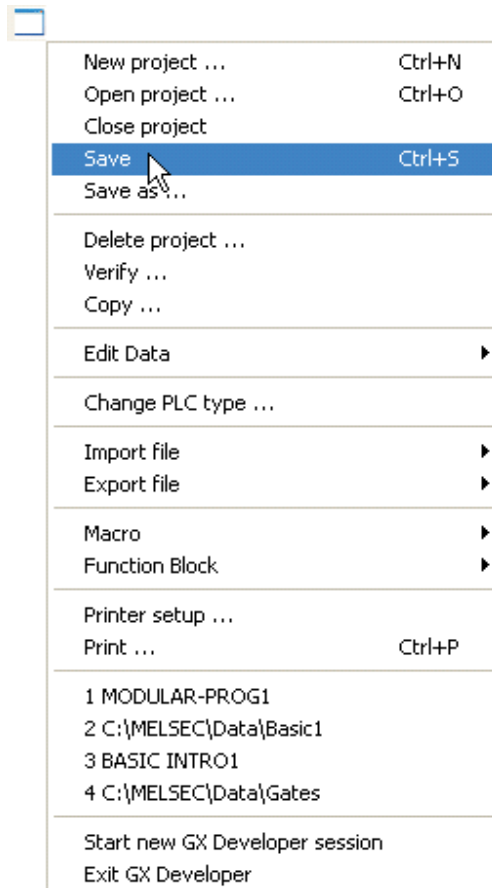 New project ... Ctrl+N
Open project ... Ctrl+O
Close project
Save Ctrl+S
Save as ...
Delete project ...
Verify ...
Copy ...
Edit Data
Change PLC type ...
Import file
Export file
Macro
Function Block
Printer setup ...
Print ... Ctrl+P
1 MODULAR-PROG1
2 C:\MELSEC\Data\Basic1
3 BASIC INTRO1
4 C:\MELSEC\Data\Gates
Start new GX Developer session
Exit GX Developer